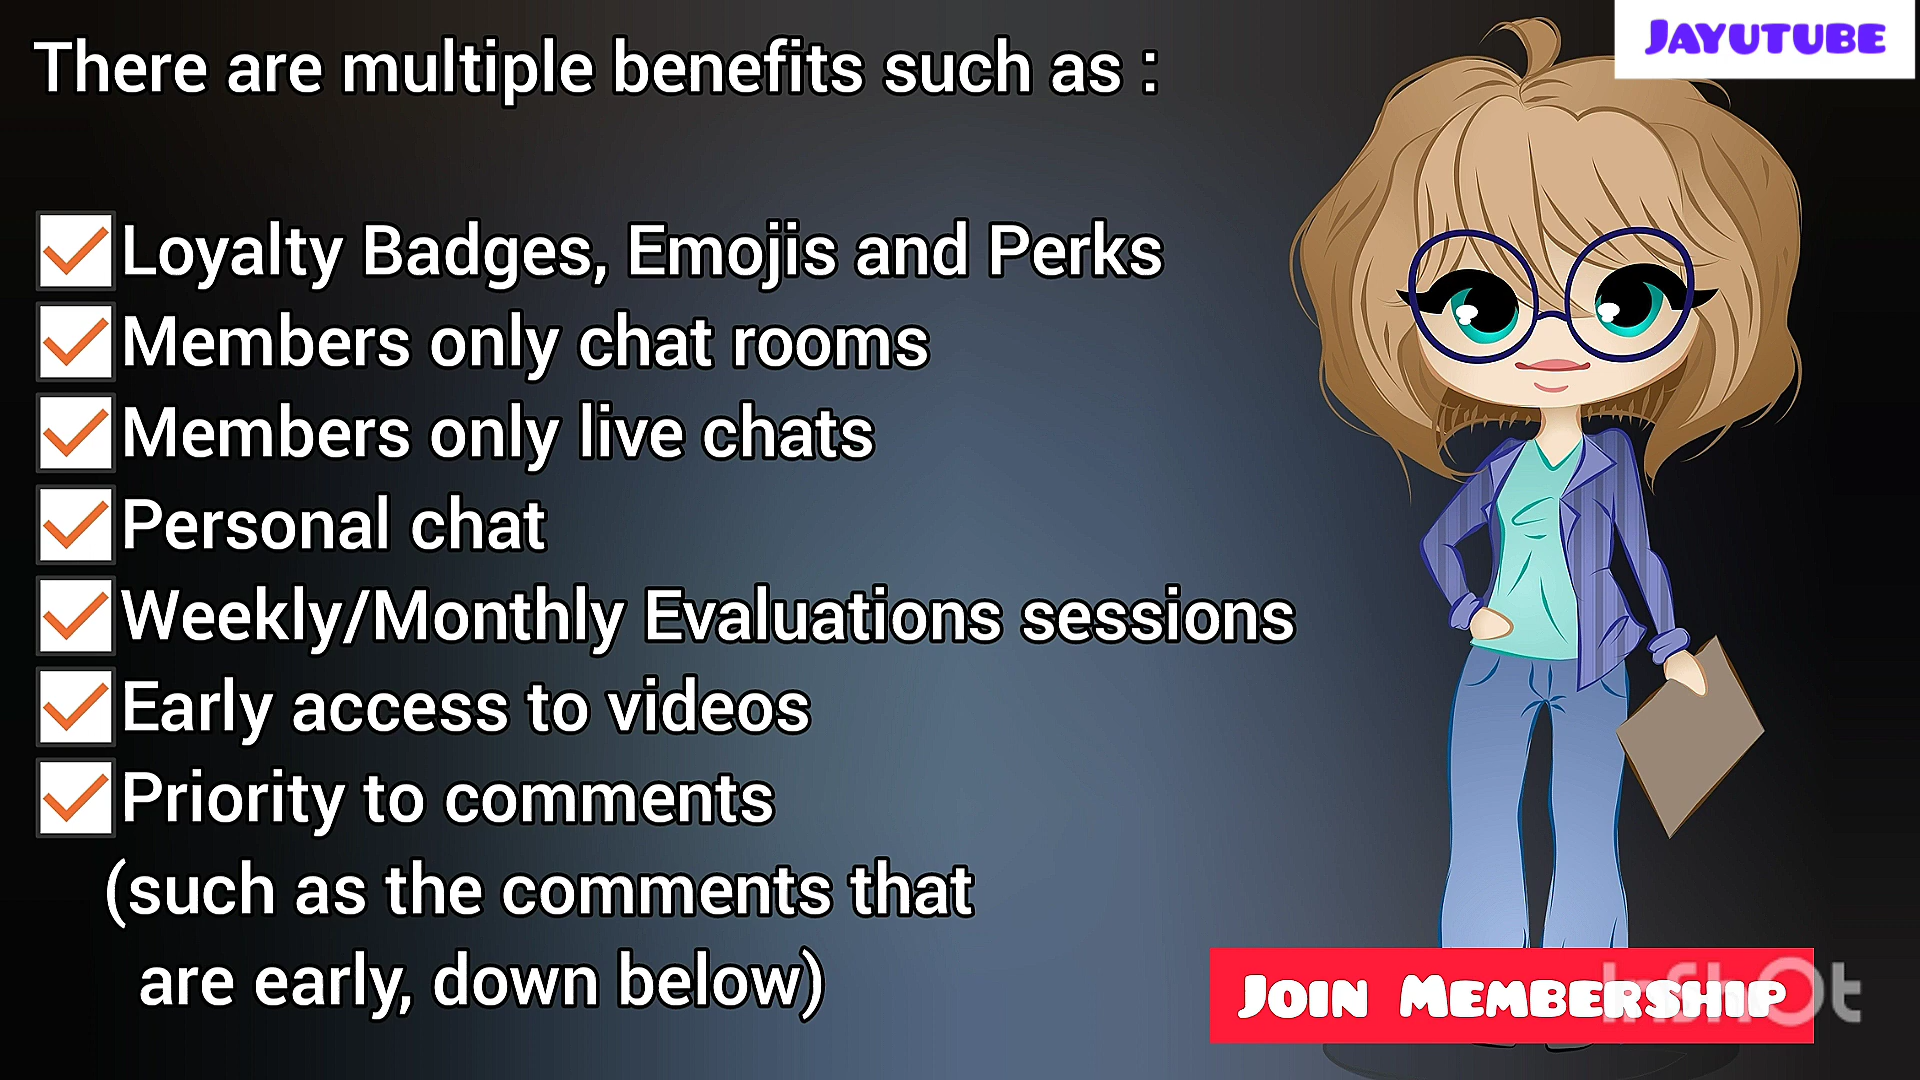 There are multiple benefits such as :
JAYUTUBE
Loyalty Badges, Emojis and Perks
Members only chat rooms
Members only live chats
Personal chat
Weekly/Monthly Evaluations sessions
Early access to videos
Priority to comments
(such as the comments that
are early, down below)
JOIN MEMBERSHIP
InShOt